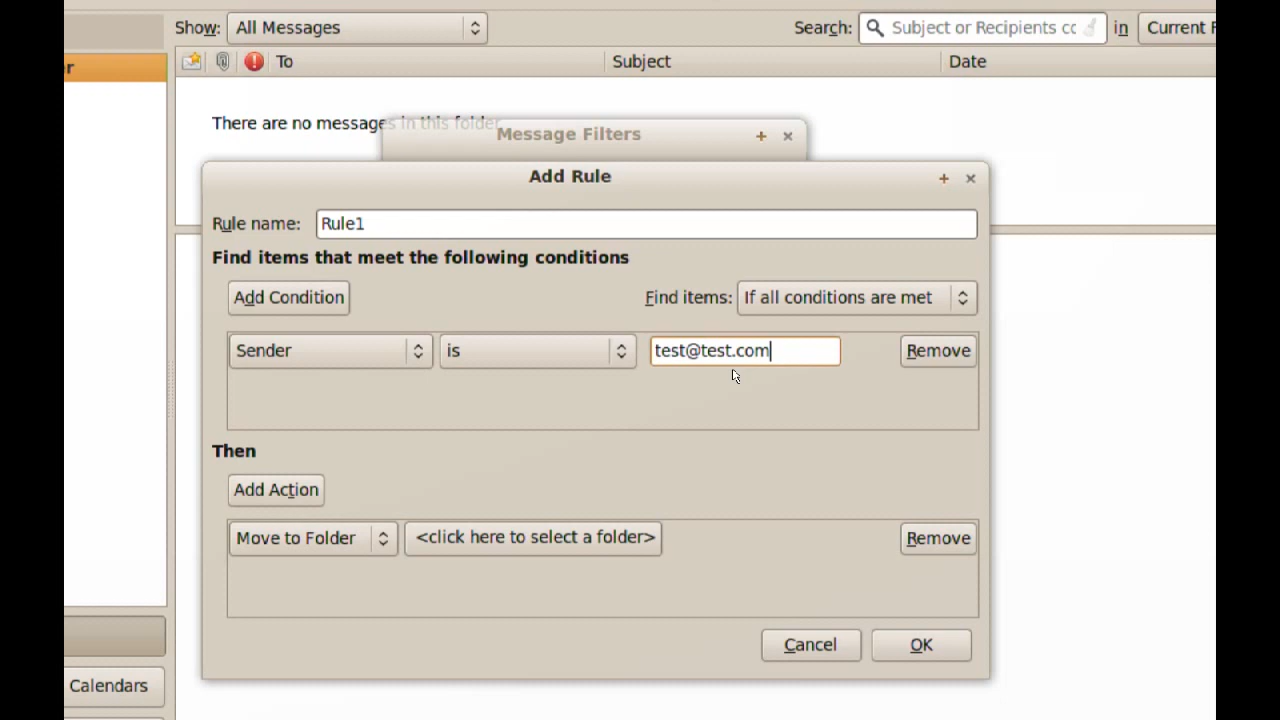 Show: All Messages Search: Subject or Recipients cc in Current F
r To Subject Date
There are no messages in this folder
Message Filters
Add Rule
Rule name: Rule1
Find items that meet the following conditions
Add Condition Find items: If all conditions are met
Sender is test@test.com Remove
Then
Add Action
Move to Folder <click here to select a folder> Remove
Cancel OK
Calendars